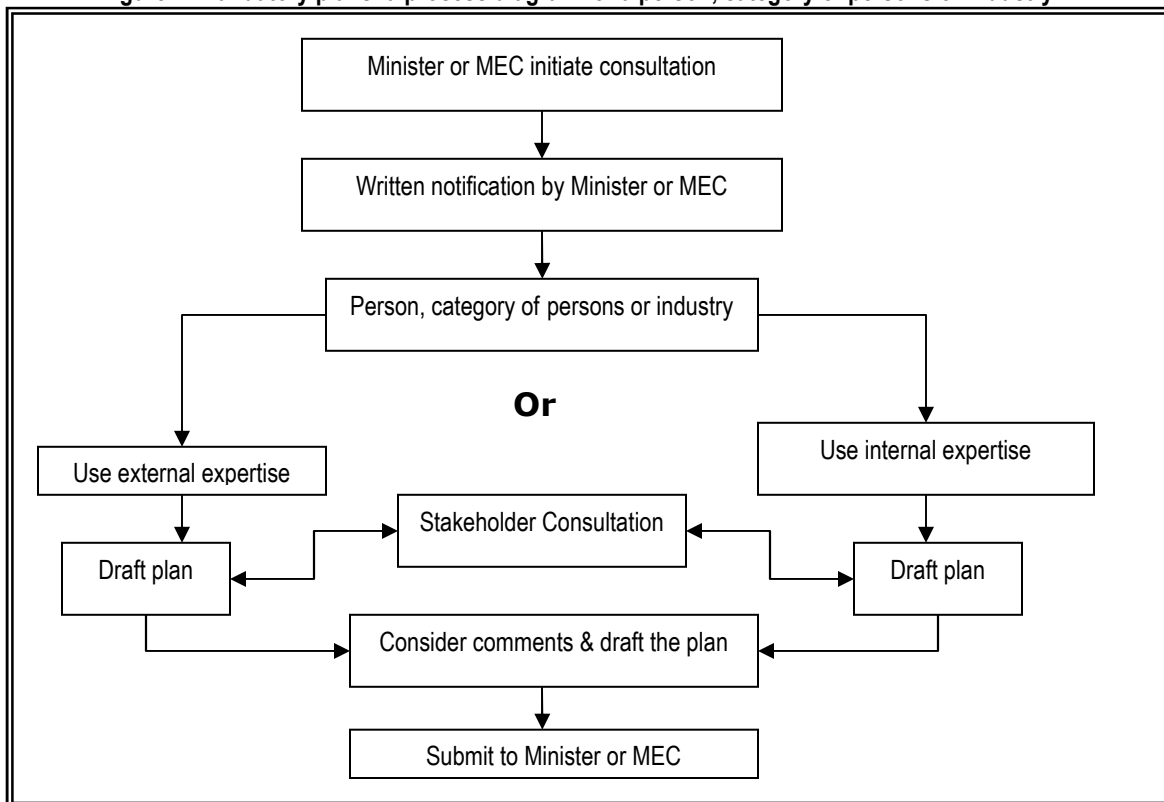 Minister or MEC initiate consultation
Written notification by Minister or MEC
Person, category of persons or industry
Or
Use external expertise
Use internal expertise
Stakeholder Consultation
Draft plan
Draft plan
Consider comments & draft the plan
Submit to Minister or MEC